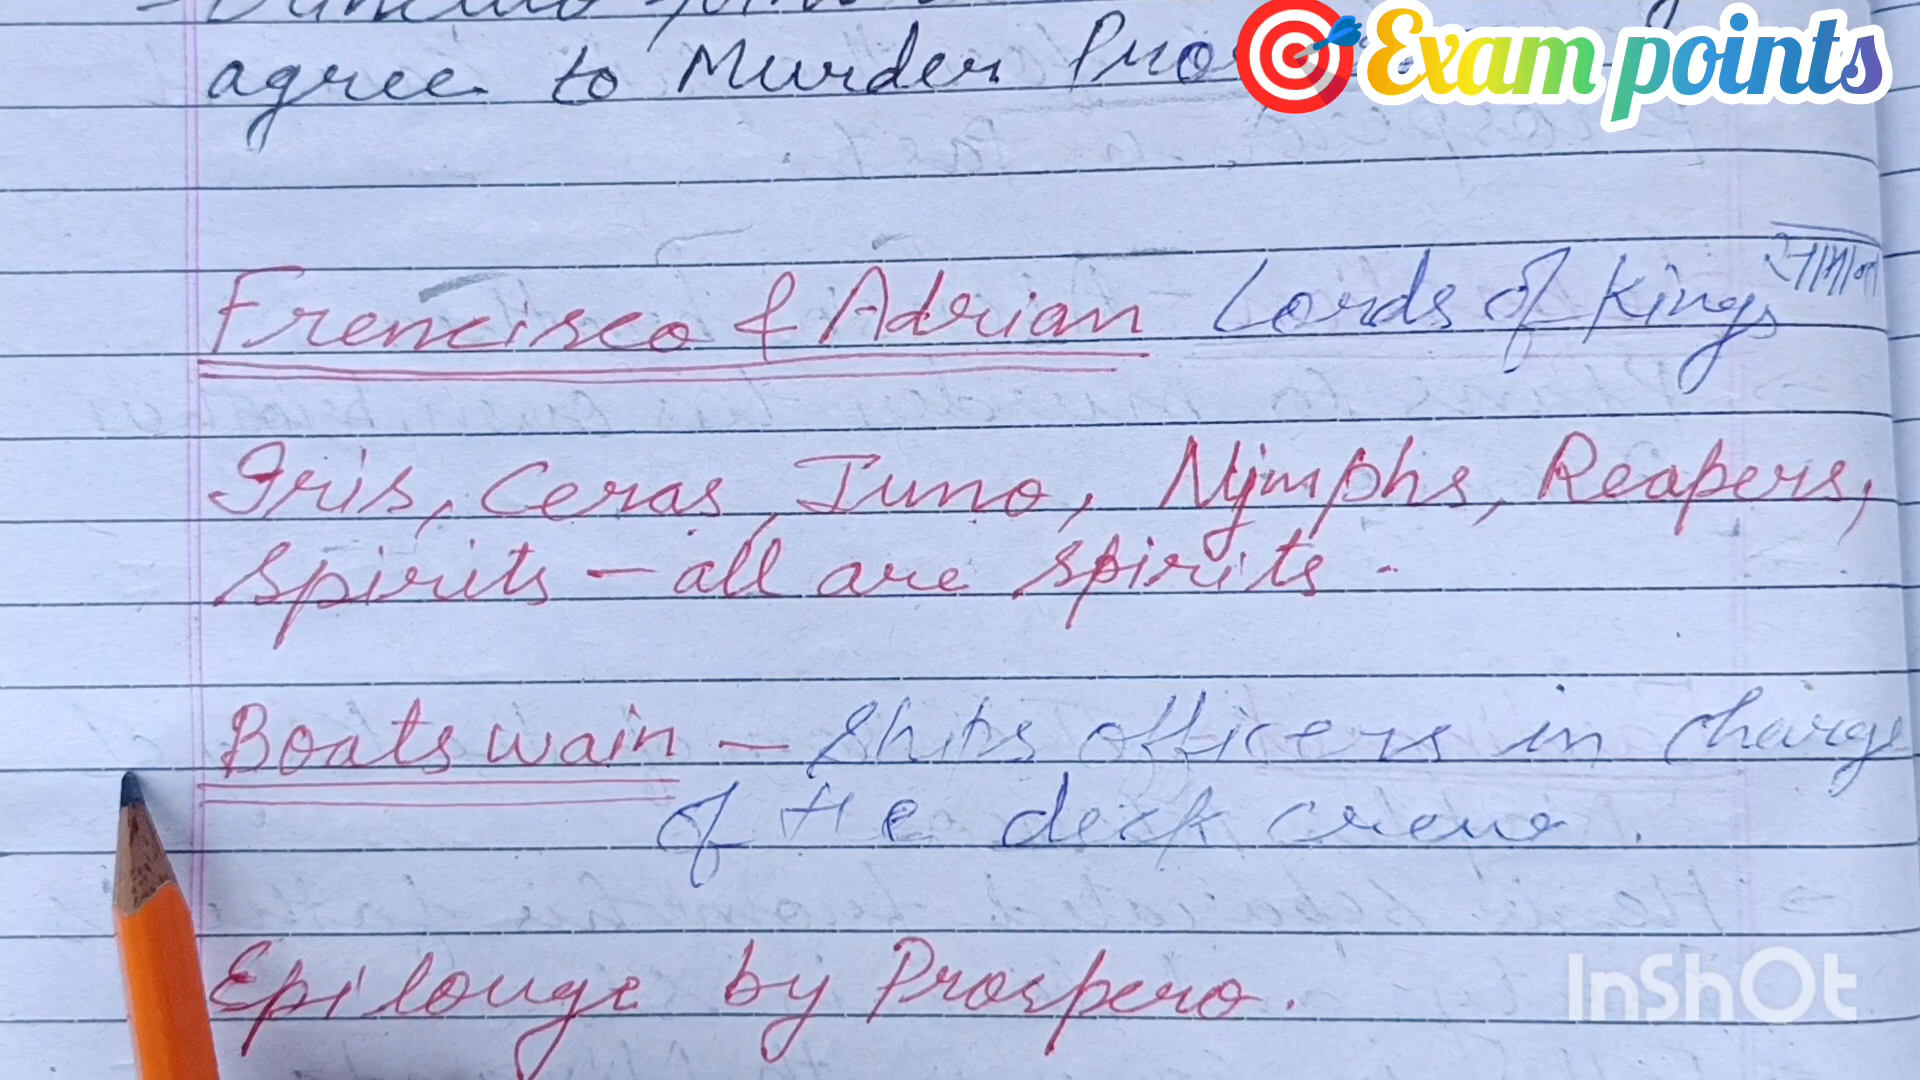 Exam points
agree to Murder
Frencisco & Adrian Lords of Kings
Iris, Ceras, Juno, Nymphs, Reapers,
Spirits – all are spirits.
Boatswain – Ships officers in charge
of the deck crew.
Epilouge by Prospero.
InShOt